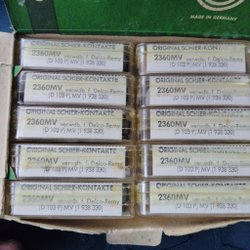 MADE IN GERMANY
ORIGINAL SCHIER-KONTAKTE
2360MV verwdb. f. Delco-Remy
(D 103 P) MV (1 938 330)
ORIGINAL SCHIER-KONTAKTE
2360MV verwdb. f. Delco-Remy
(D 103 P) MV (1 938 330)
ORIGINAL SCHIER-KONTAKTE
2360MV verwdb. f. Delco-Remy
(D 103 P) MV (1 938 330)
ORIGINAL SCHIER-KONTAKTE
2360MV verwdb. f. Delco-Remy
(D 103 P) MV (1 938 330)
ORIGINAL SCHIER-KONTAKTE
2360MV verwdb. f. Delco-Remy
(D 103 P) MV (1 938 330)
ORIGINAL SCHIER-KONTAKTE
2360MV verwdb. f. Delco-Remy
(D 103 P) MV (1 938 330)
ORIGINAL SCHIER-KONTAKTE
2360MV verwdb. f. Delco-Remy
(D 103 P) MV (1 938 330)
ORIGINAL SCHIER-KONTAKTE
2360MV verwdb. f. Delco-Remy
(D 103 P) MV (1 938 330)
ORIGINAL SCHIER-KONTAKTE
2360MV verwdb. f. Delco-Remy
(D 103 P) MV (1 938 330)
ORIGINAL SCHIER-KONTAKTE
2360MV verwdb. f. Delco-Remy
(D 103 P) MV (1 938 330)